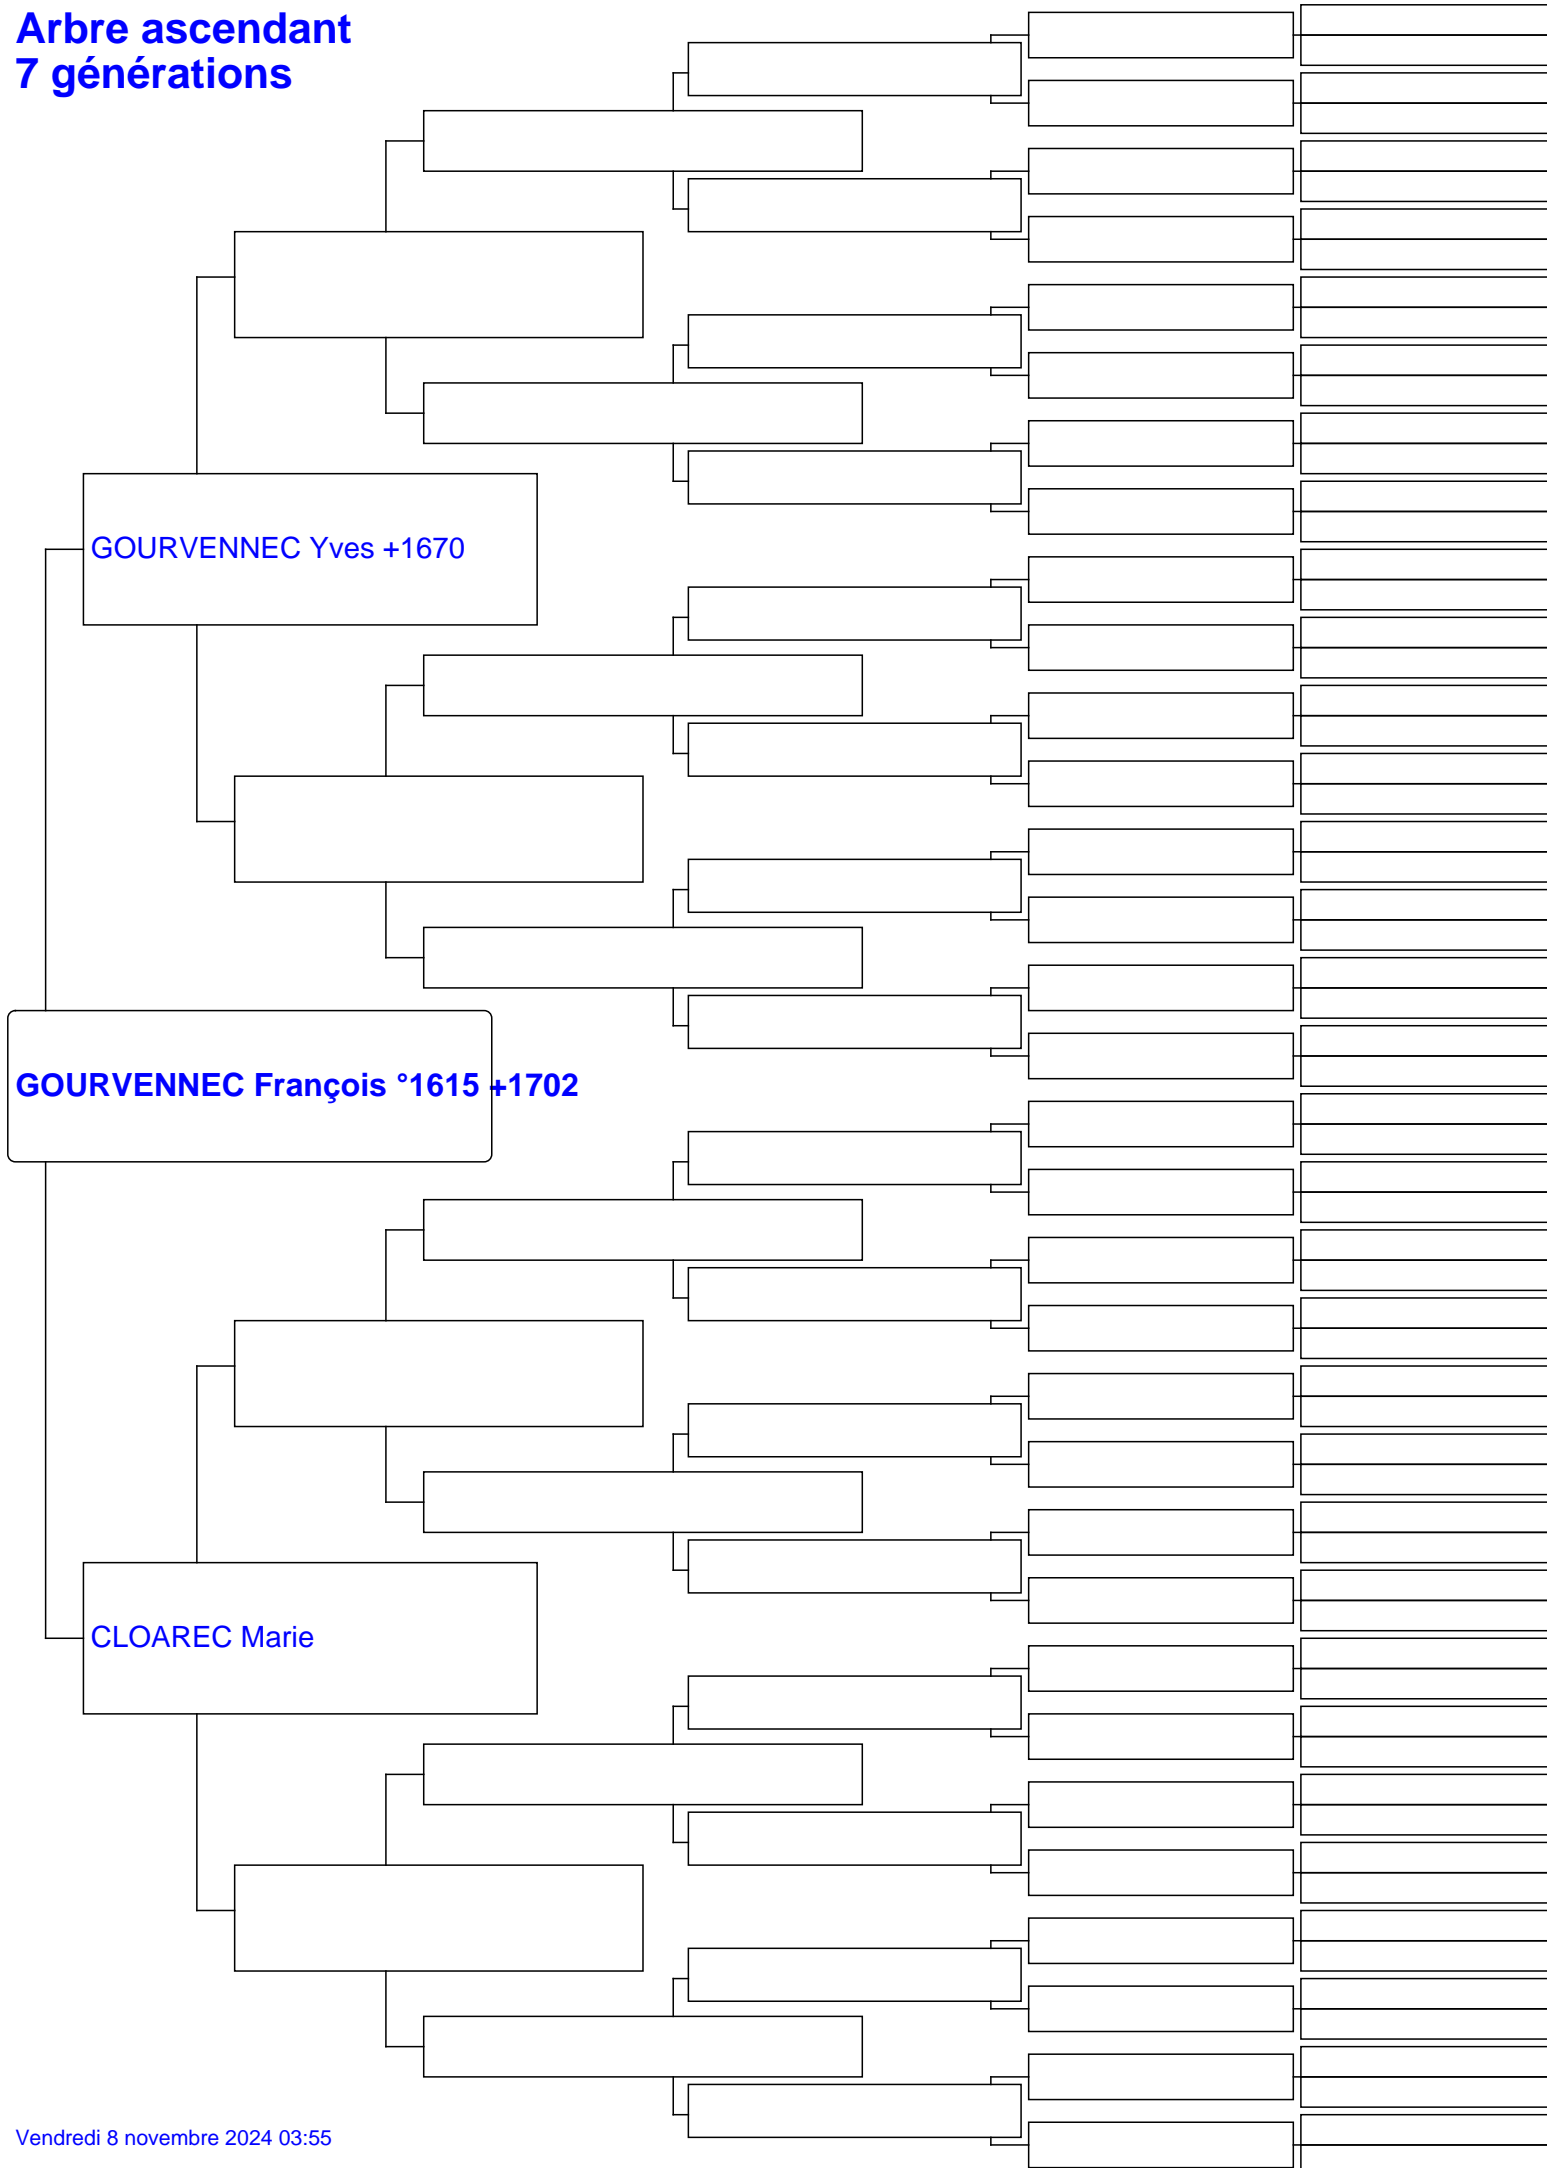 Arbre ascendant
7 générations
GOURVENNEC Yves +1670
GOURVENNEC François °1615 +1702
CLOAREC Marie
Vendredi 8 novembre 2024 03:55